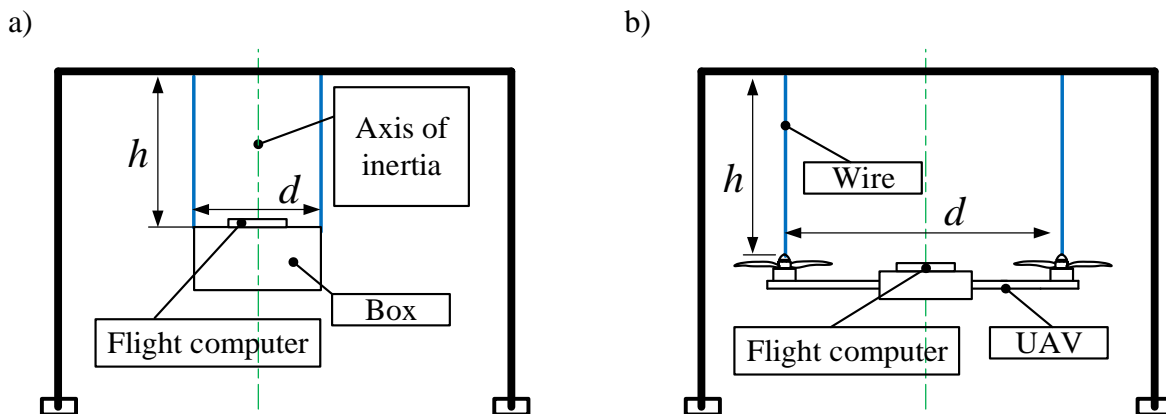 a)
h
d
Axis of
inertia
Flight computer
Box
b)
h
d
Wire
Flight computer
UAV